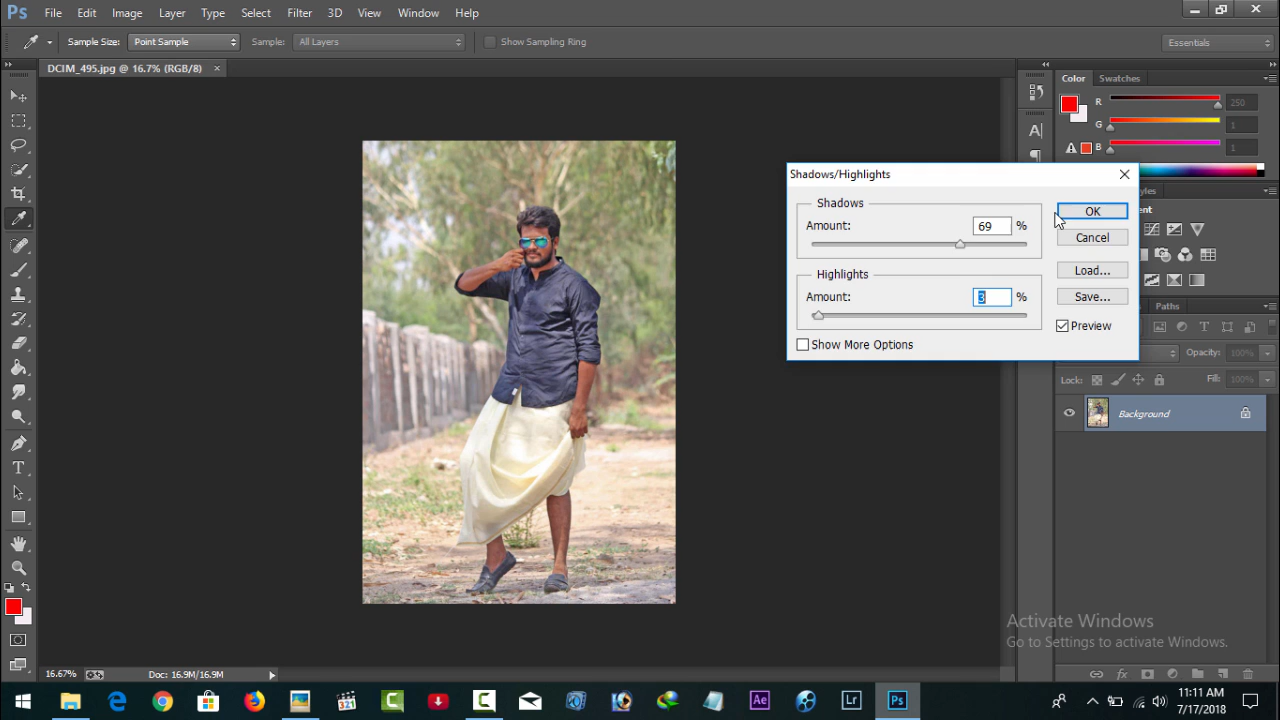 Ps File Edit Image Layer Type Select Filter 3D View Window Help
Sample Size: Point Sample Sample: All Layers Show Sampling Ring Essentials
DCIM_495.jpg @ 16.7% (RGB/8) ×
Color Swatches
R 250
G 1
B 1
Shadows/Highlights
Shadows
Amount: 69 %
OK
Cancel
Highlights
Amount: 3 %
Load...
Save...
Preview
Show More Options
Paths
Opacity: 100%
Lock: Fill: 100%
Background
Activate Windows
Go to Settings to activate Windows.
16.67% Doc: 16.9M/16.9M
321
Ae
Lr
Ps
11:11 AM
7/17/2018